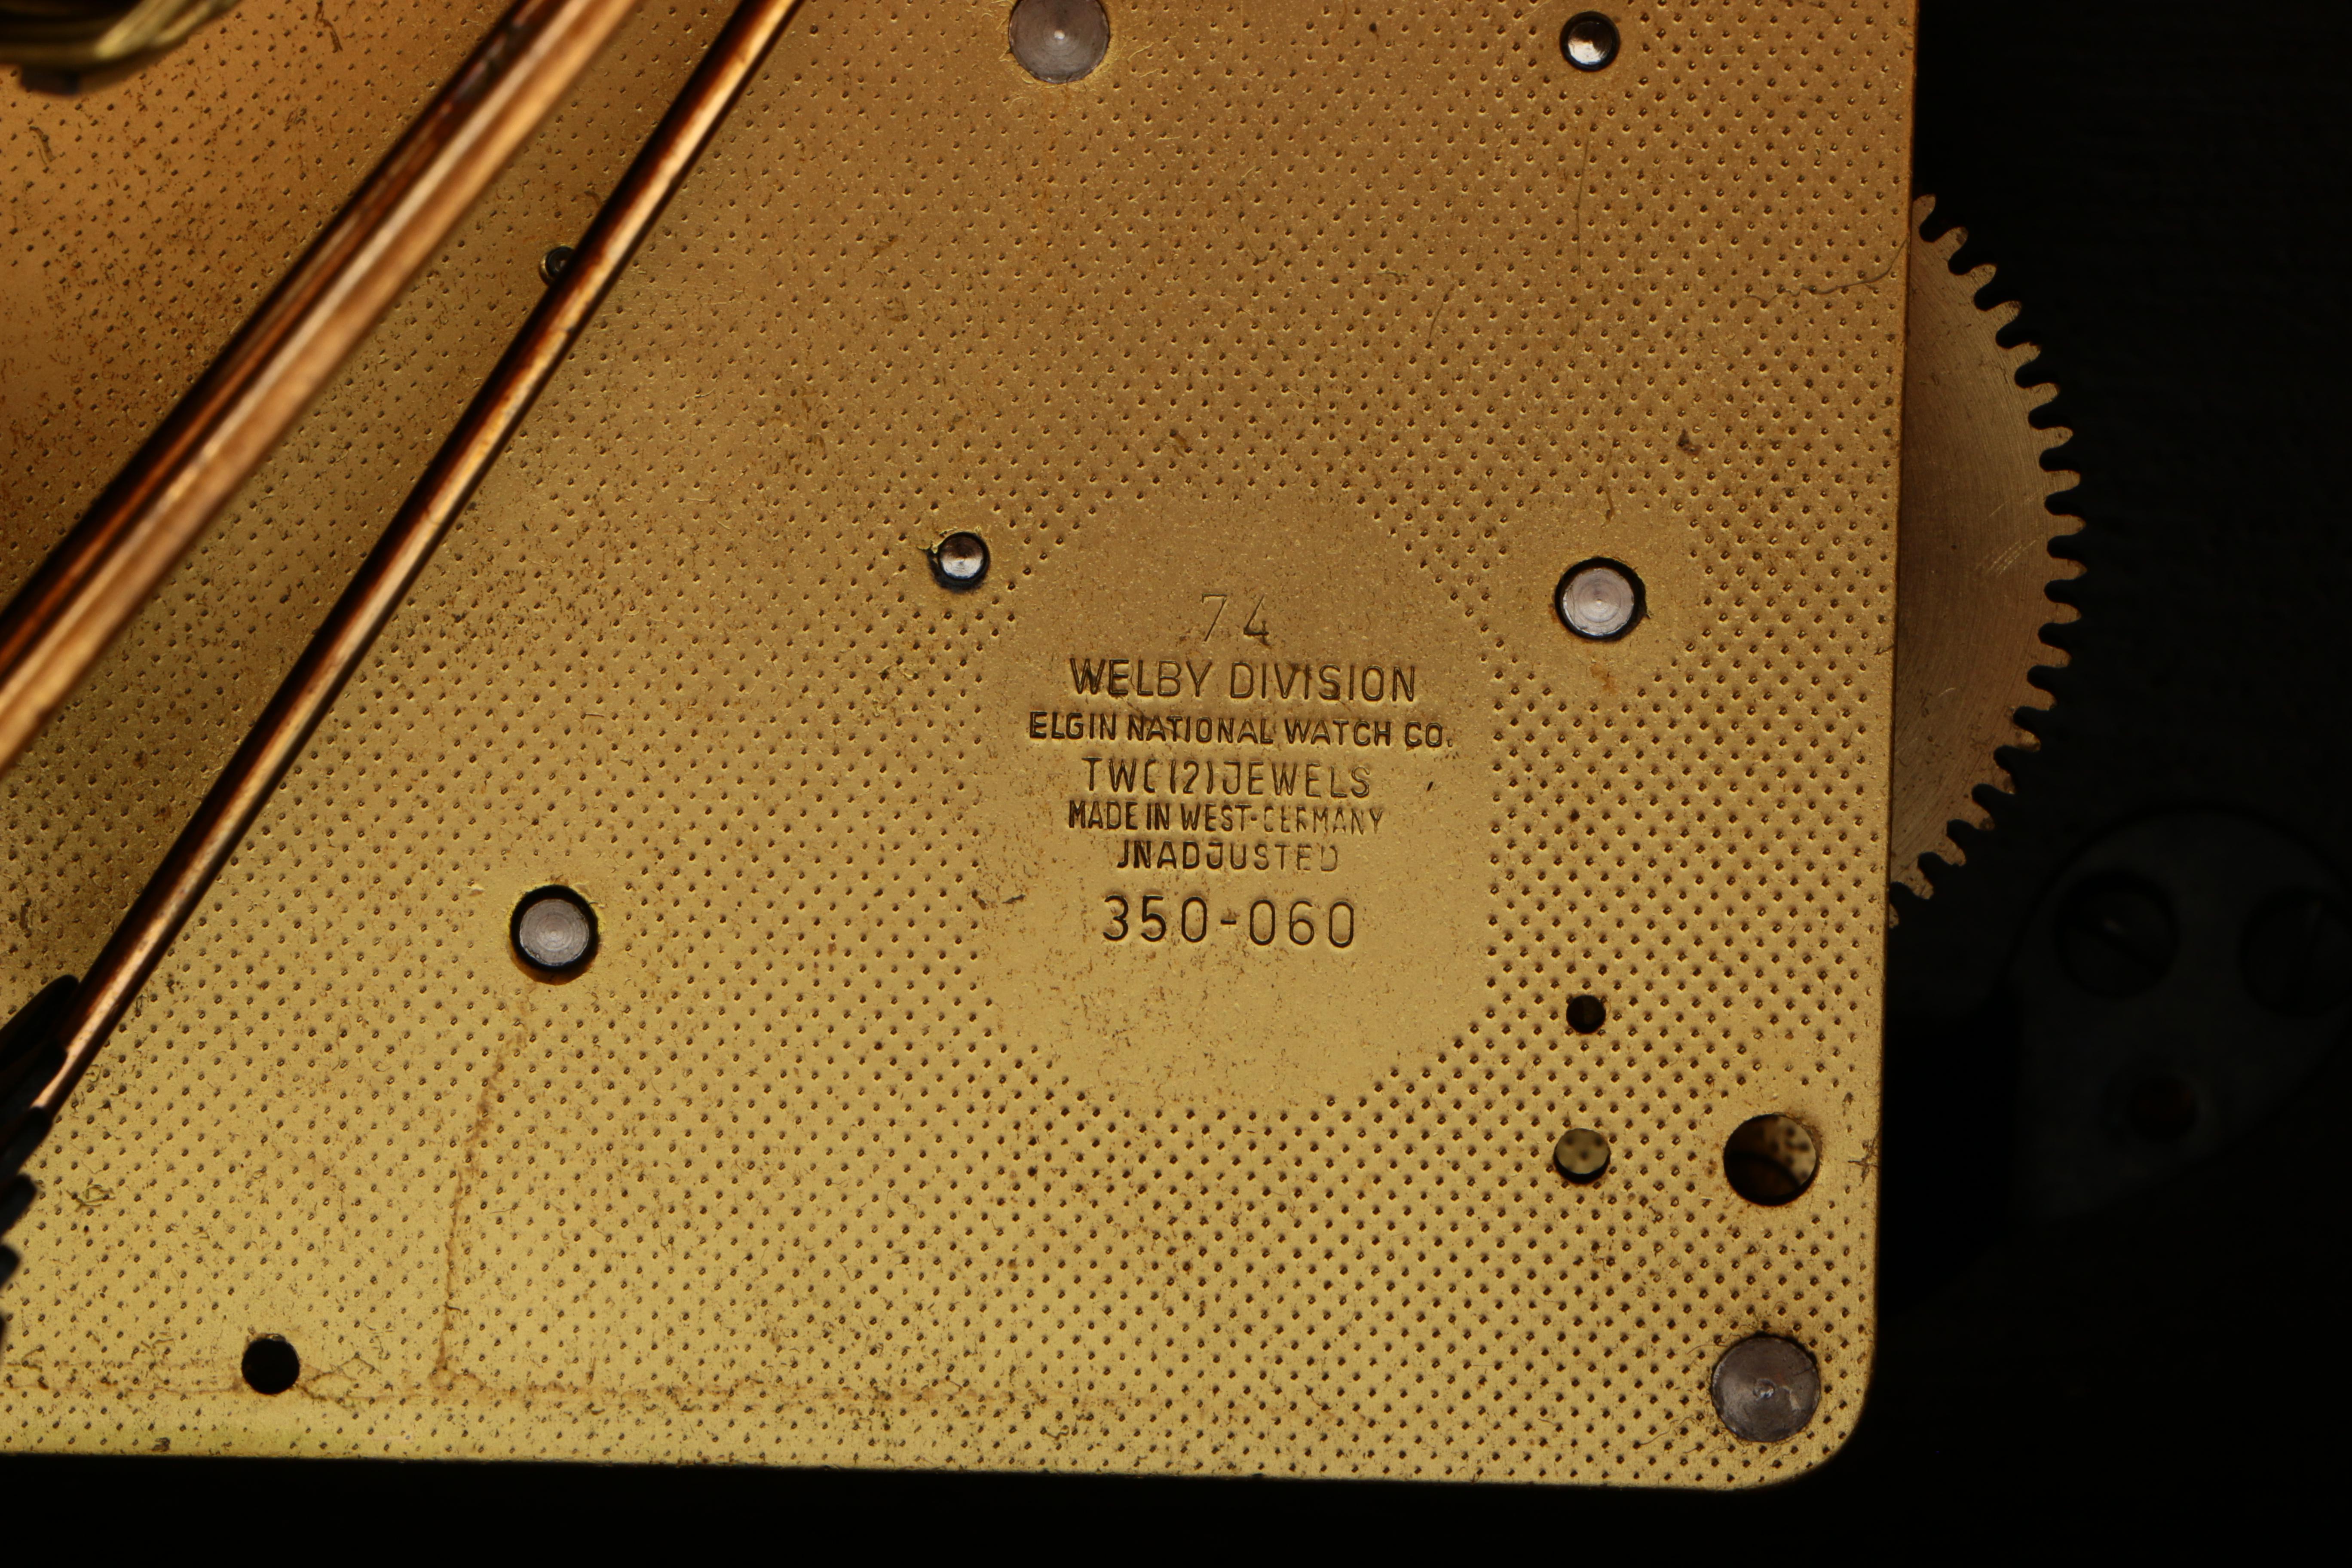 74
WELBY DIVISION
ELGIN NATIONAL WATCH CO.
TWO (2) JEWELS
MADE IN WEST-GERMANY
UNADJUSTED
350-060